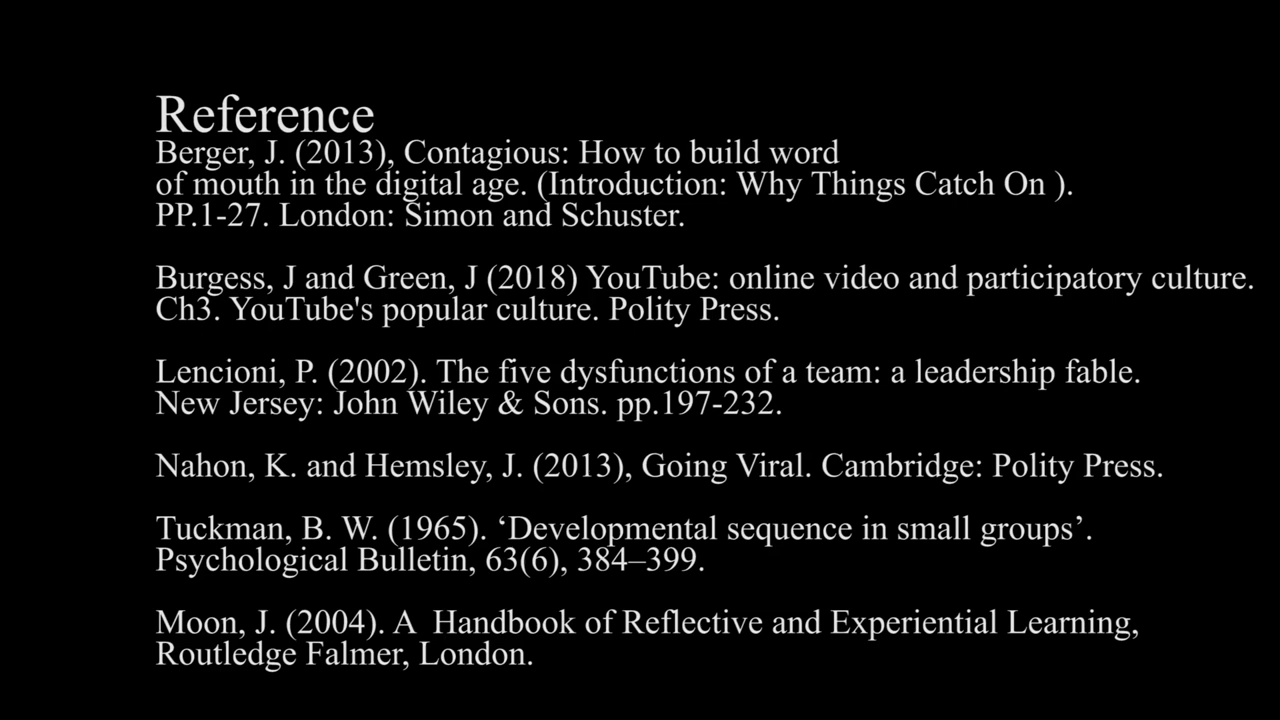 Reference
Berger, J. (2013), Contagious: How to build word
of mouth in the digital age. (Introduction: Why Things Catch On ).
PP.1-27. London: Simon and Schuster.
Burgess, J and Green, J (2018) YouTube: online video and participatory culture.
Ch3. YouTube's popular culture. Polity Press.
Lencioni, P. (2002). The five dysfunctions of a team: a leadership fable.
New Jersey: John Wiley & Sons. pp.197-232.
Nahon, K. and Hemsley, J. (2013), Going Viral. Cambridge: Polity Press.
Tuckman, B. W. (1965). ‘Developmental sequence in small groups’.
Psychological Bulletin, 63(6), 384–399.
Moon, J. (2004). A  Handbook of Reflective and Experiential Learning,
Routledge Falmer, London.